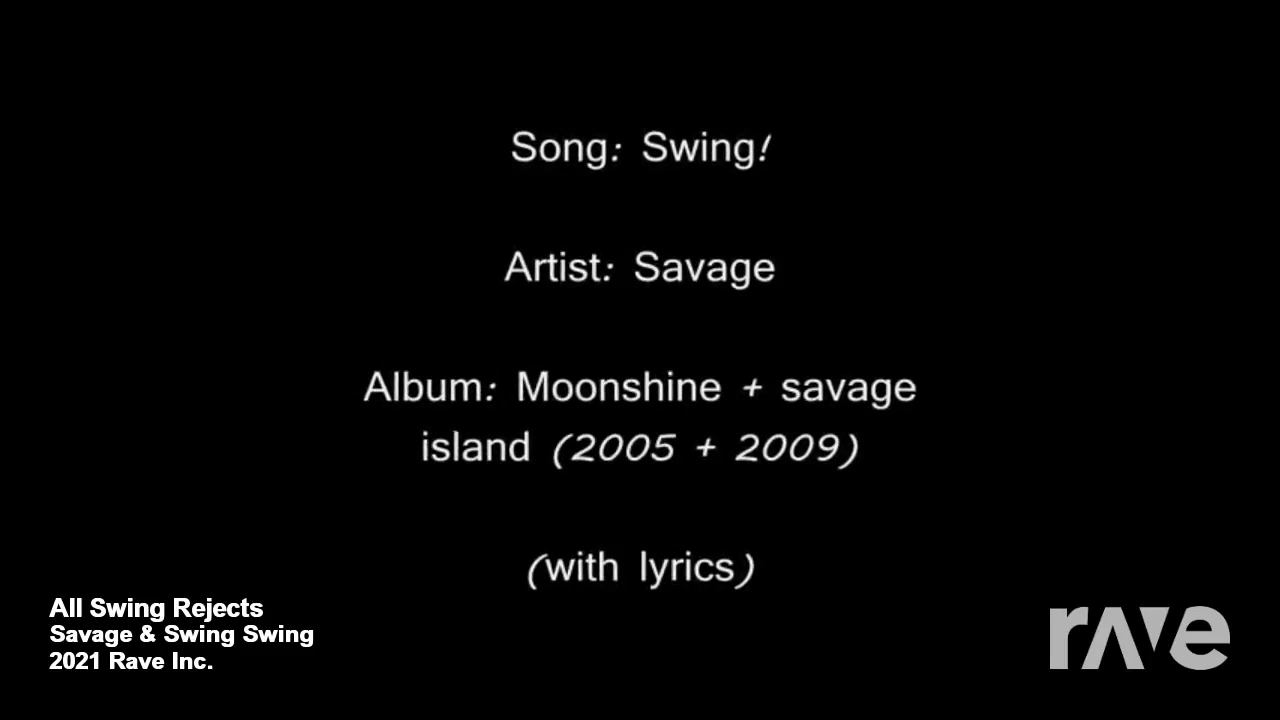 Song: Swing!
Artist: Savage
Album: Moonshine + savage
island (2005 + 2009)
(with lyrics)
All Swing Rejects
Savage & Swing Swing
2021 Rave Inc.
rave